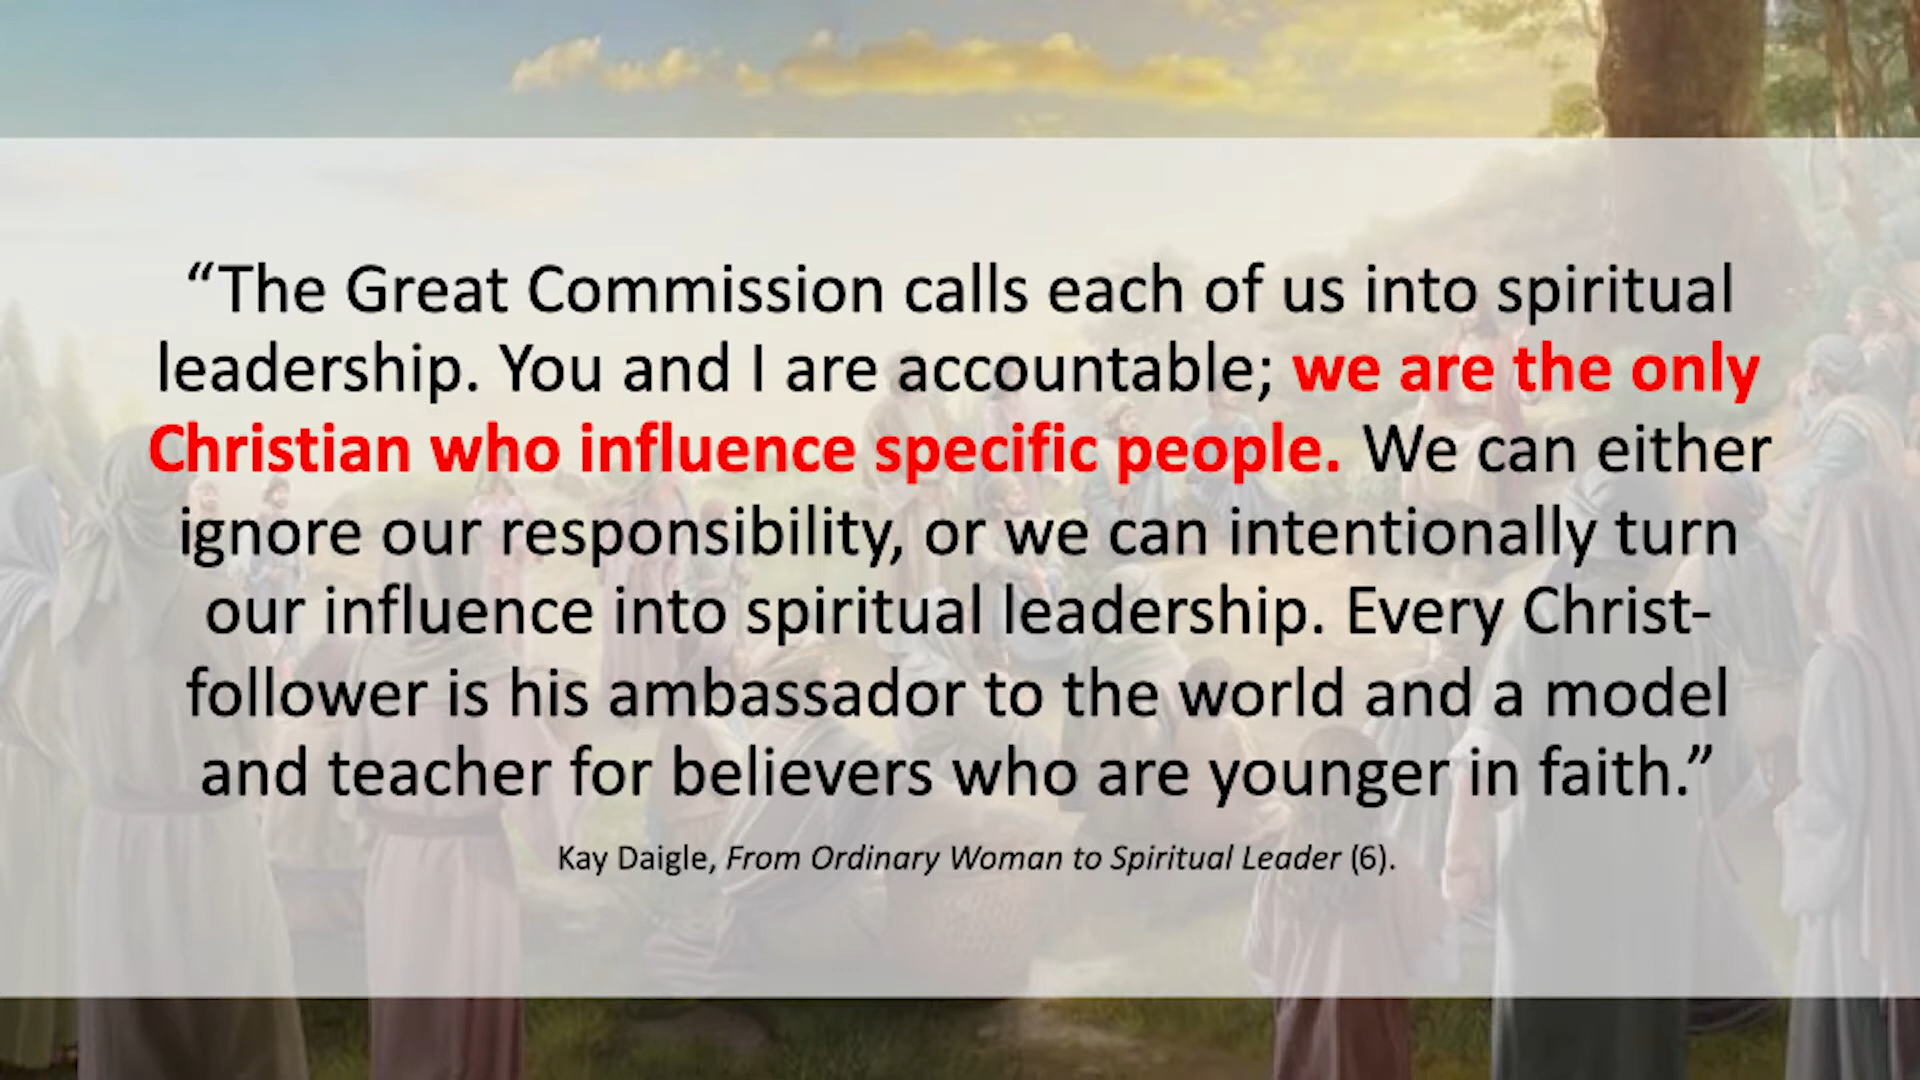 “The Great Commission calls each of us into spiritual
leadership. You and I are accountable; we are the only
Christian who influence specific people. We can either
ignore our responsibility, or we can intentionally turn
our influence into spiritual leadership. Every Christ-
follower is his ambassador to the world and a model
and teacher for believers who are younger in faith.”
Kay Daigle, From Ordinary Woman to Spiritual Leader (6).